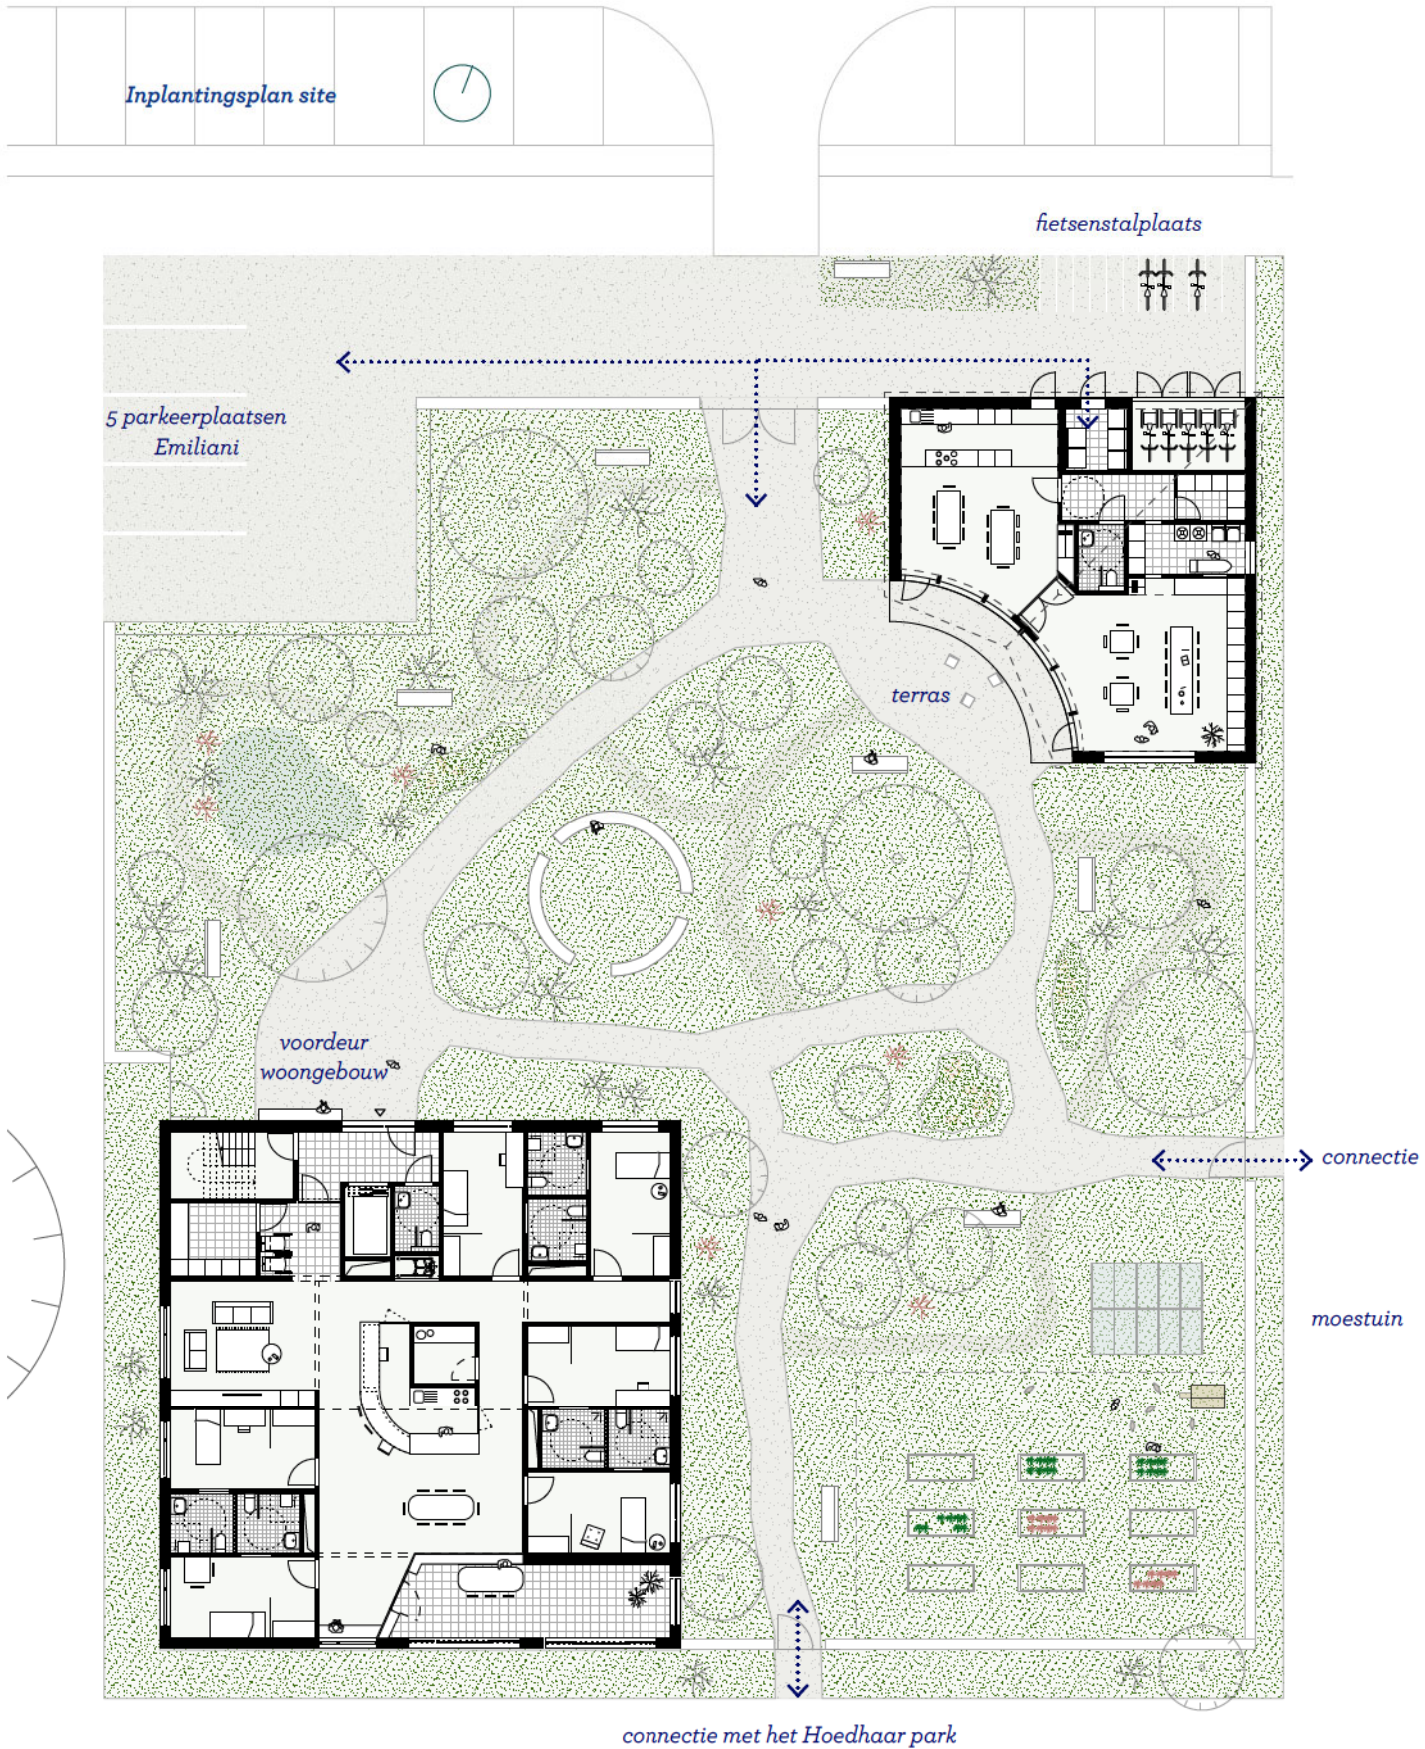 Inplantingsplan site
fietsenstalplaats
5 parkeerplaatsen
Emiliani
terras
voordeur
woongebouw
connectie
moestuin
connectie met het Hoedhaar park